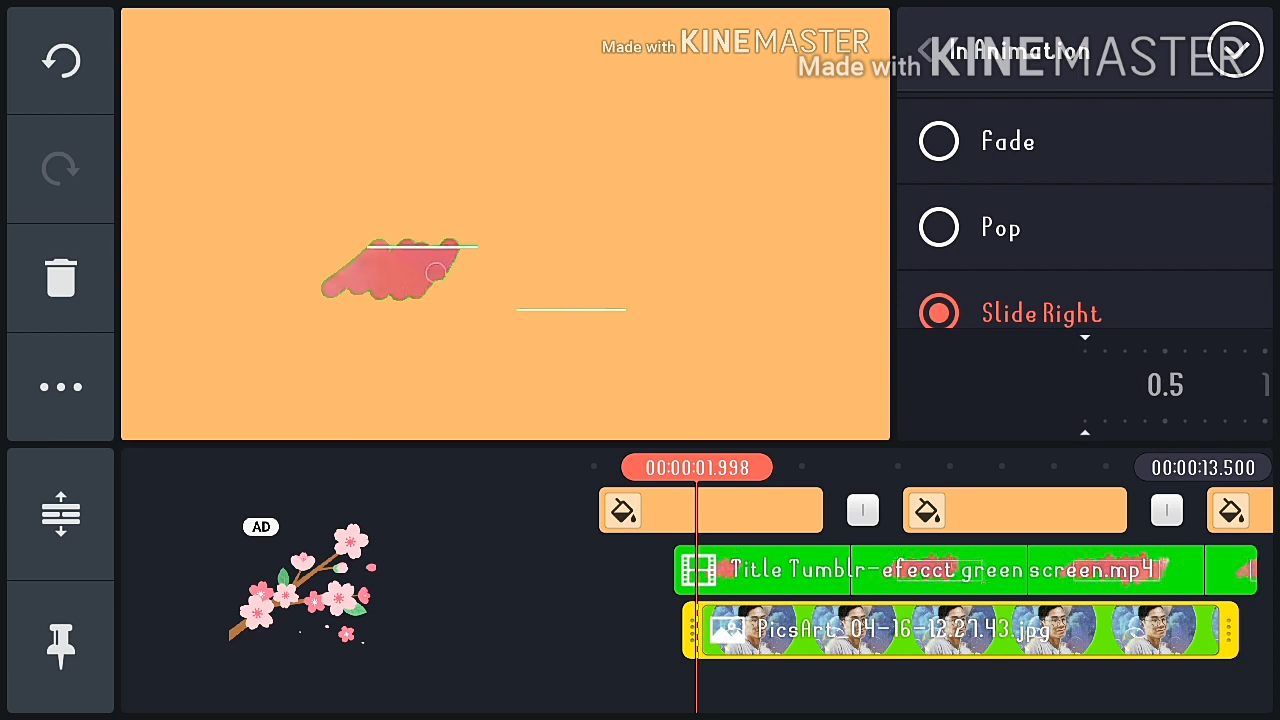 Made with KINEMASTER
Made with KINEMASTER
In Animation
Fade
Pop
Slide Right
0.5
00:00:01.998
00:00:13.500
AD
Title Tumblr-efecct green screen.mp4
PicsArt_04-16-12.27.43.jpg